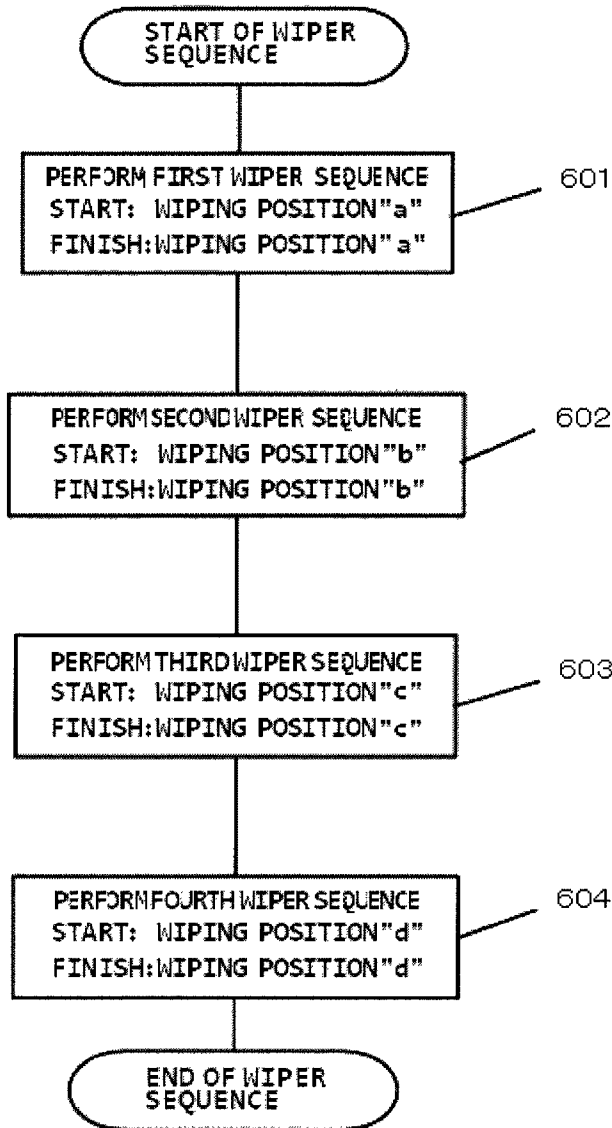 START OF WIPER
SEQUENCE
PERFORM FIRST WIPER SEQUENCE
START: WIPING POSITION "a"
FINISH: WIPING POSITION "a"
601
PERFORM SECOND WIPER SEQUENCE
START: WIPING POSITION "b"
FINISH: WIPING POSITION "b"
602
PERFORM THIRD WIPER SEQUENCE
START: WIPING POSITION "c"
FINISH: WIPING POSITION "c"
603
PERFORM FOURTH WIPER SEQUENCE
START: WIPING POSITION "d"
FINISH: WIPING POSITION "d"
604
END OF WIPER
SEQUENCE